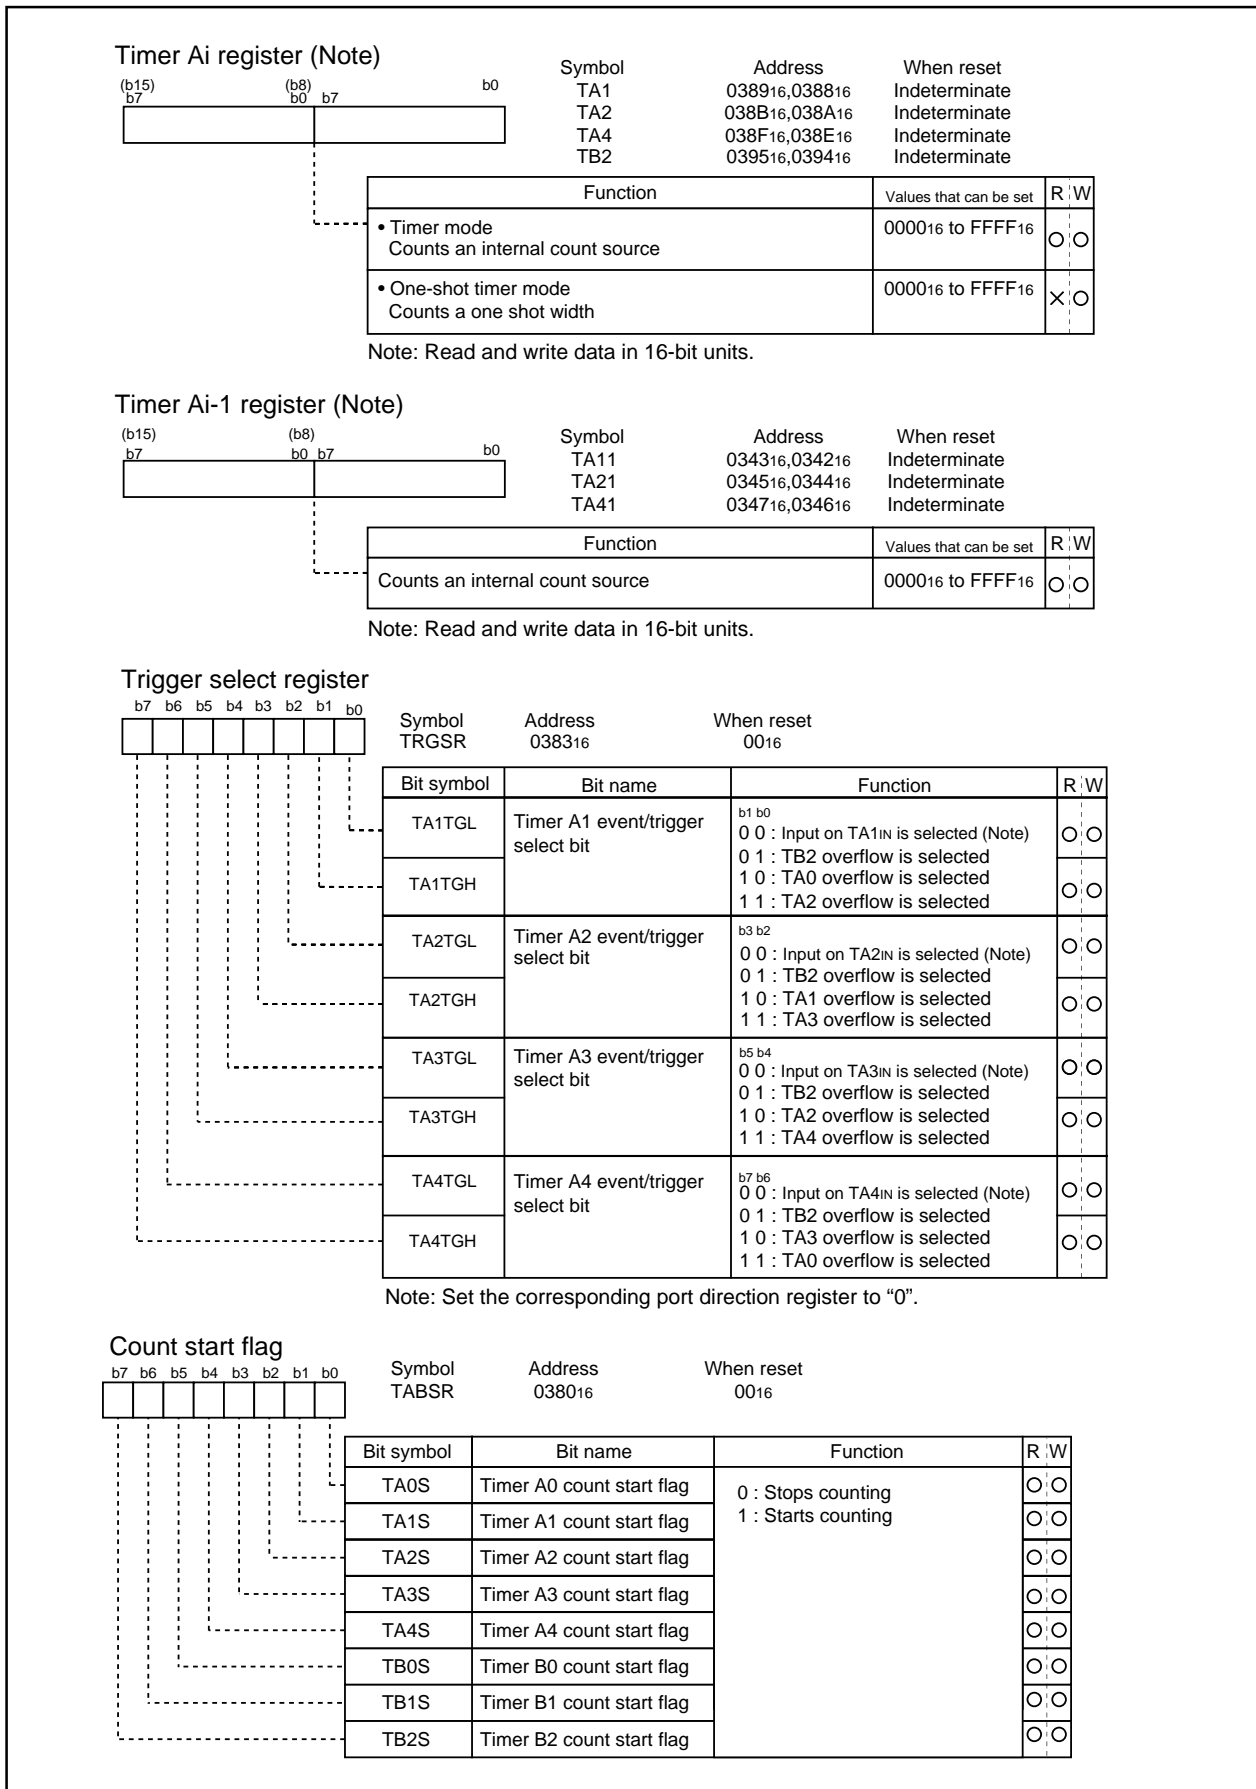 Timer Ai register (Note)
(b15) (b8)
b7 b0 b7 b0
Symbol Address When reset
TA1 038916,038816 Indeterminate
TA2 038B16,038A16 Indeterminate
TA4 038F16,038E16 Indeterminate
TB2 039516,039416 Indeterminate
Function Values that can be set R W
• Timer mode 000016 to FFFF16
Counts an internal count source
• One-shot timer mode 000016 to FFFF16
Counts a one shot width
Note: Read and write data in 16-bit units.
Timer Ai-1 register (Note)
(b15) (b8)
b7 b0 b7 b0
Symbol Address When reset
TA11 034316,034216 Indeterminate
TA21 034516,034416 Indeterminate
TA41 034716,034616 Indeterminate
Function Values that can be set R W
Counts an internal count source 000016 to FFFF16
Note: Read and write data in 16-bit units.
Trigger select register
b7 b6 b5 b4 b3 b2 b1 b0
Symbol Address When reset
TRGSR 038316 0016
Bit symbol Bit name Function R W
TA1TGL Timer A1 event/trigger
select bit
b1 b0
0 0 : Input on TA1IN is selected (Note)
0 1 : TB2 overflow is selected
TA1TGH 1 0 : TA0 overflow is selected
1 1 : TA2 overflow is selected
TA2TGL Timer A2 event/trigger
select bit
b3 b2
0 0 : Input on TA2IN is selected (Note)
0 1 : TB2 overflow is selected
TA2TGH 1 0 : TA1 overflow is selected
1 1 : TA3 overflow is selected
TA3TGL Timer A3 event/trigger
select bit
b5 b4
0 0 : Input on TA3IN is selected (Note)
0 1 : TB2 overflow is selected
TA3TGH 1 0 : TA2 overflow is selected
1 1 : TA4 overflow is selected
TA4TGL Timer A4 event/trigger
select bit
b7 b6
0 0 : Input on TA4IN is selected (Note)
0 1 : TB2 overflow is selected
TA4TGH 1 0 : TA3 overflow is selected
1 1 : TA0 overflow is selected
Note: Set the corresponding port direction register to “0”.
Count start flag
b7 b6 b5 b4 b3 b2 b1 b0
Symbol Address When reset
TABSR 038016 0016
Bit symbol Bit name Function R W
TA0S Timer A0 count start flag 0 : Stops counting
TA1S Timer A1 count start flag 1 : Starts counting
TA2S Timer A2 count start flag
TA3S Timer A3 count start flag
TA4S Timer A4 count start flag
TB0S Timer B0 count start flag
TB1S Timer B1 count start flag
TB2S Timer B2 count start flag